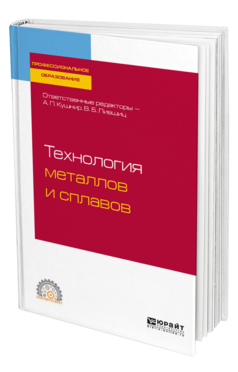 ПРОФЕССИОНАЛЬНОЕ
ОБРАЗОВАНИЕ
Ответственные редакторы —
А. П. Кушнир, В. Б. Лившиц
Технология
металлов
и сплавов
юрайт